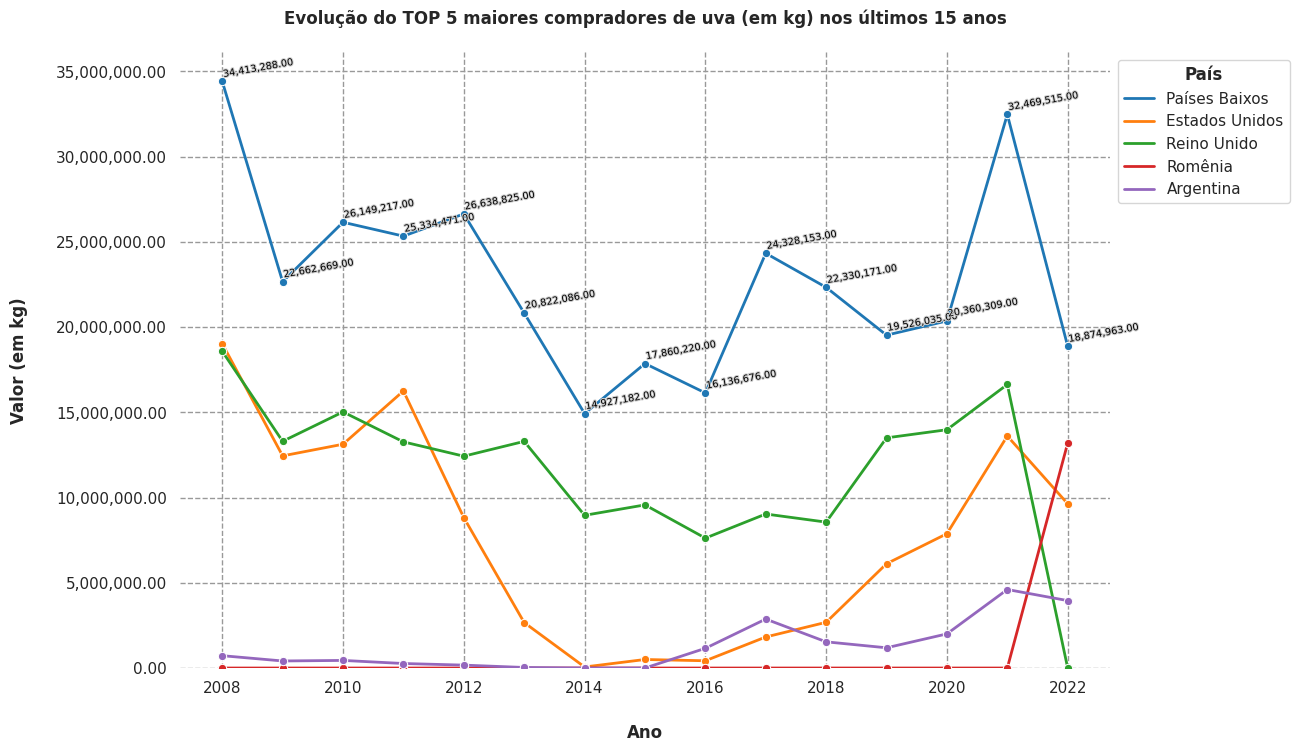 Evolução do TOP 5 maiores compradores de uva (em kg) nos últimos 15 anos
Valor (em kg)
35,000,000.00
30,000,000.00
25,000,000.00
20,000,000.00
15,000,000.00
10,000,000.00
5,000,000.00
0.00
34,413,288.00
22,662,669.00
26,149,217.00
25,334,471.00
26,638,825.00
20,822,086.00
14,927,182.00
17,860,220.00
16,136,676.00
24,328,153.00
22,330,171.00
19,526,035.00
20,360,309.00
32,469,515.00
18,874,963.00
País
Países Baixos
Estados Unidos
Reino Unido
Romênia
Argentina
2008 2010 2012 2014 2016 2018 2020 2022
Ano